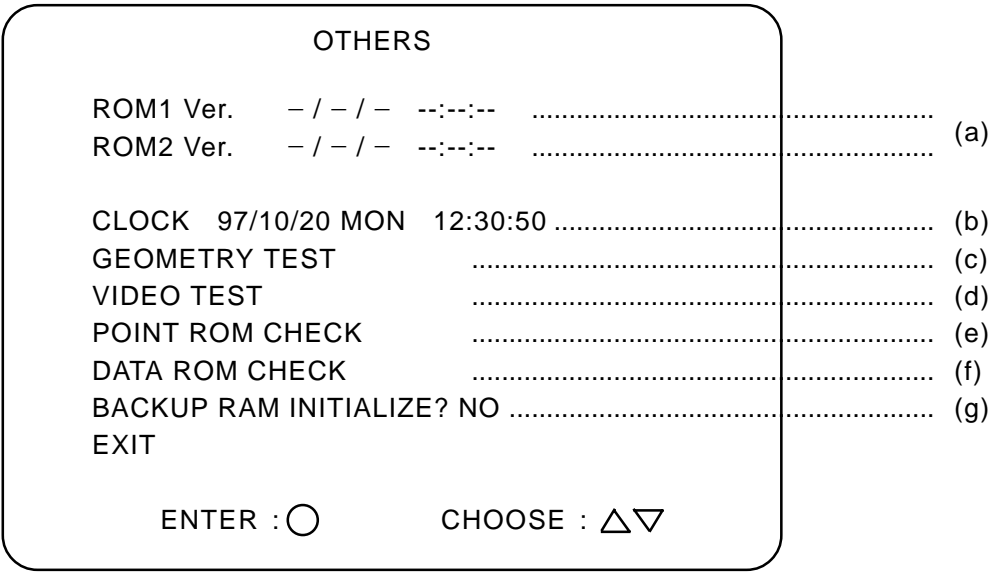 OTHERS
ROM1 Ver. – / – / – --:--:-- ......................................................
(a)
ROM2 Ver. – / – / – --:--:-- ......................................................
CLOCK 97/10/20 MON 12:30:50 ................................................... (b)
GEOMETRY TEST .............................................................. (c)
VIDEO TEST .............................................................. (d)
POINT ROM CHECK .............................................................. (e)
DATA ROM CHECK .............................................................. (f)
BACKUP RAM INITIALIZE? NO ......................................................... (g)
EXIT
ENTER : ◯ CHOOSE : △▽